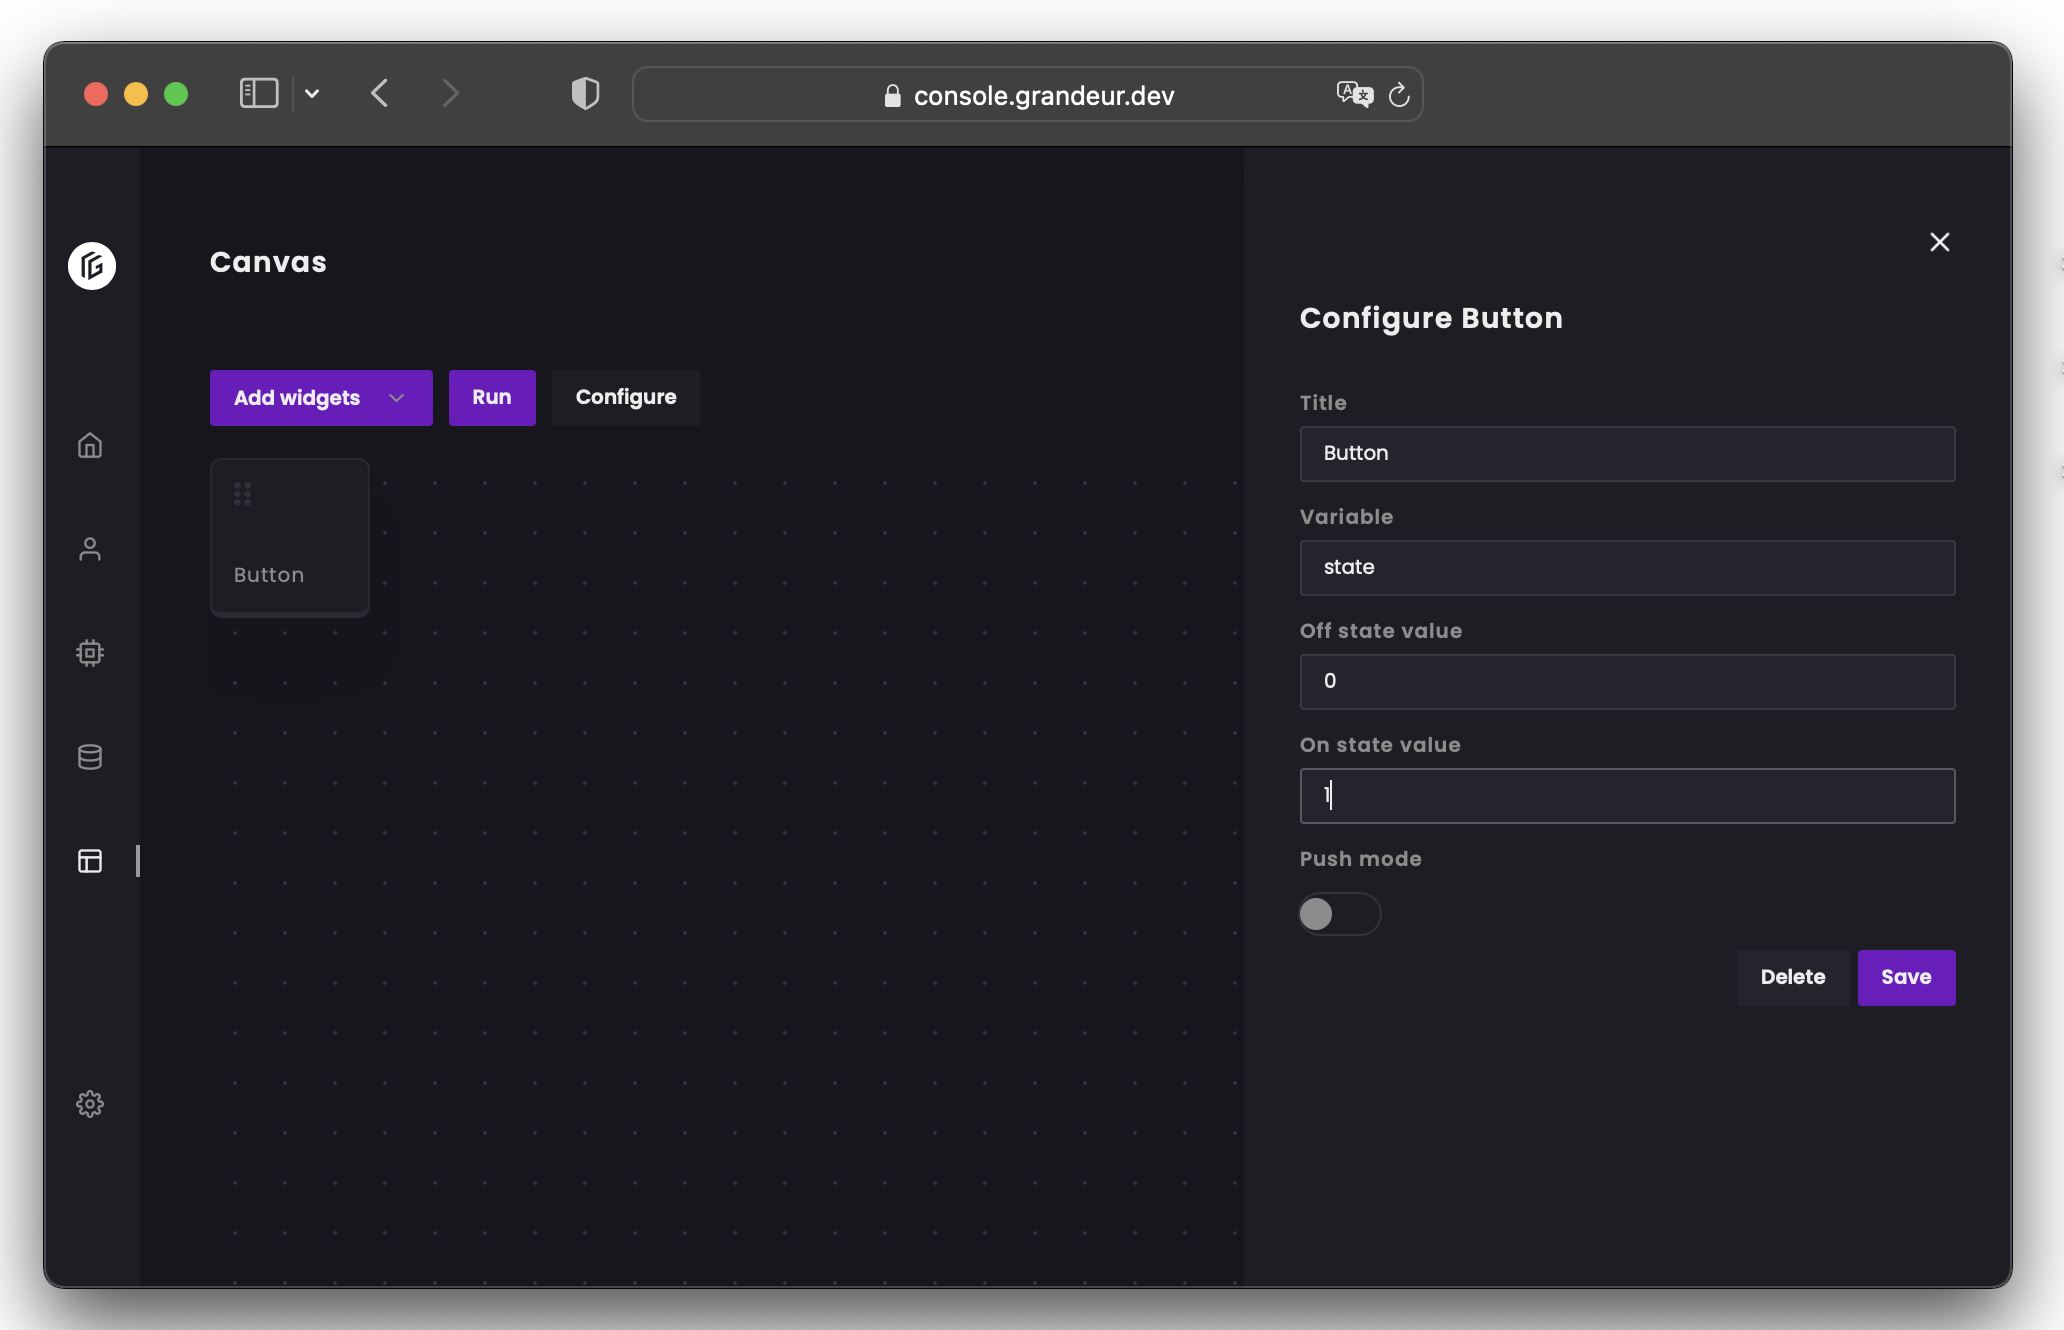 console.grandeur.dev
Canvas
Add widgets
Run
Configure
Button
Configure Button
Title
Button
Variable
state
Off state value
0
On state value
1
Push mode
Delete
Save